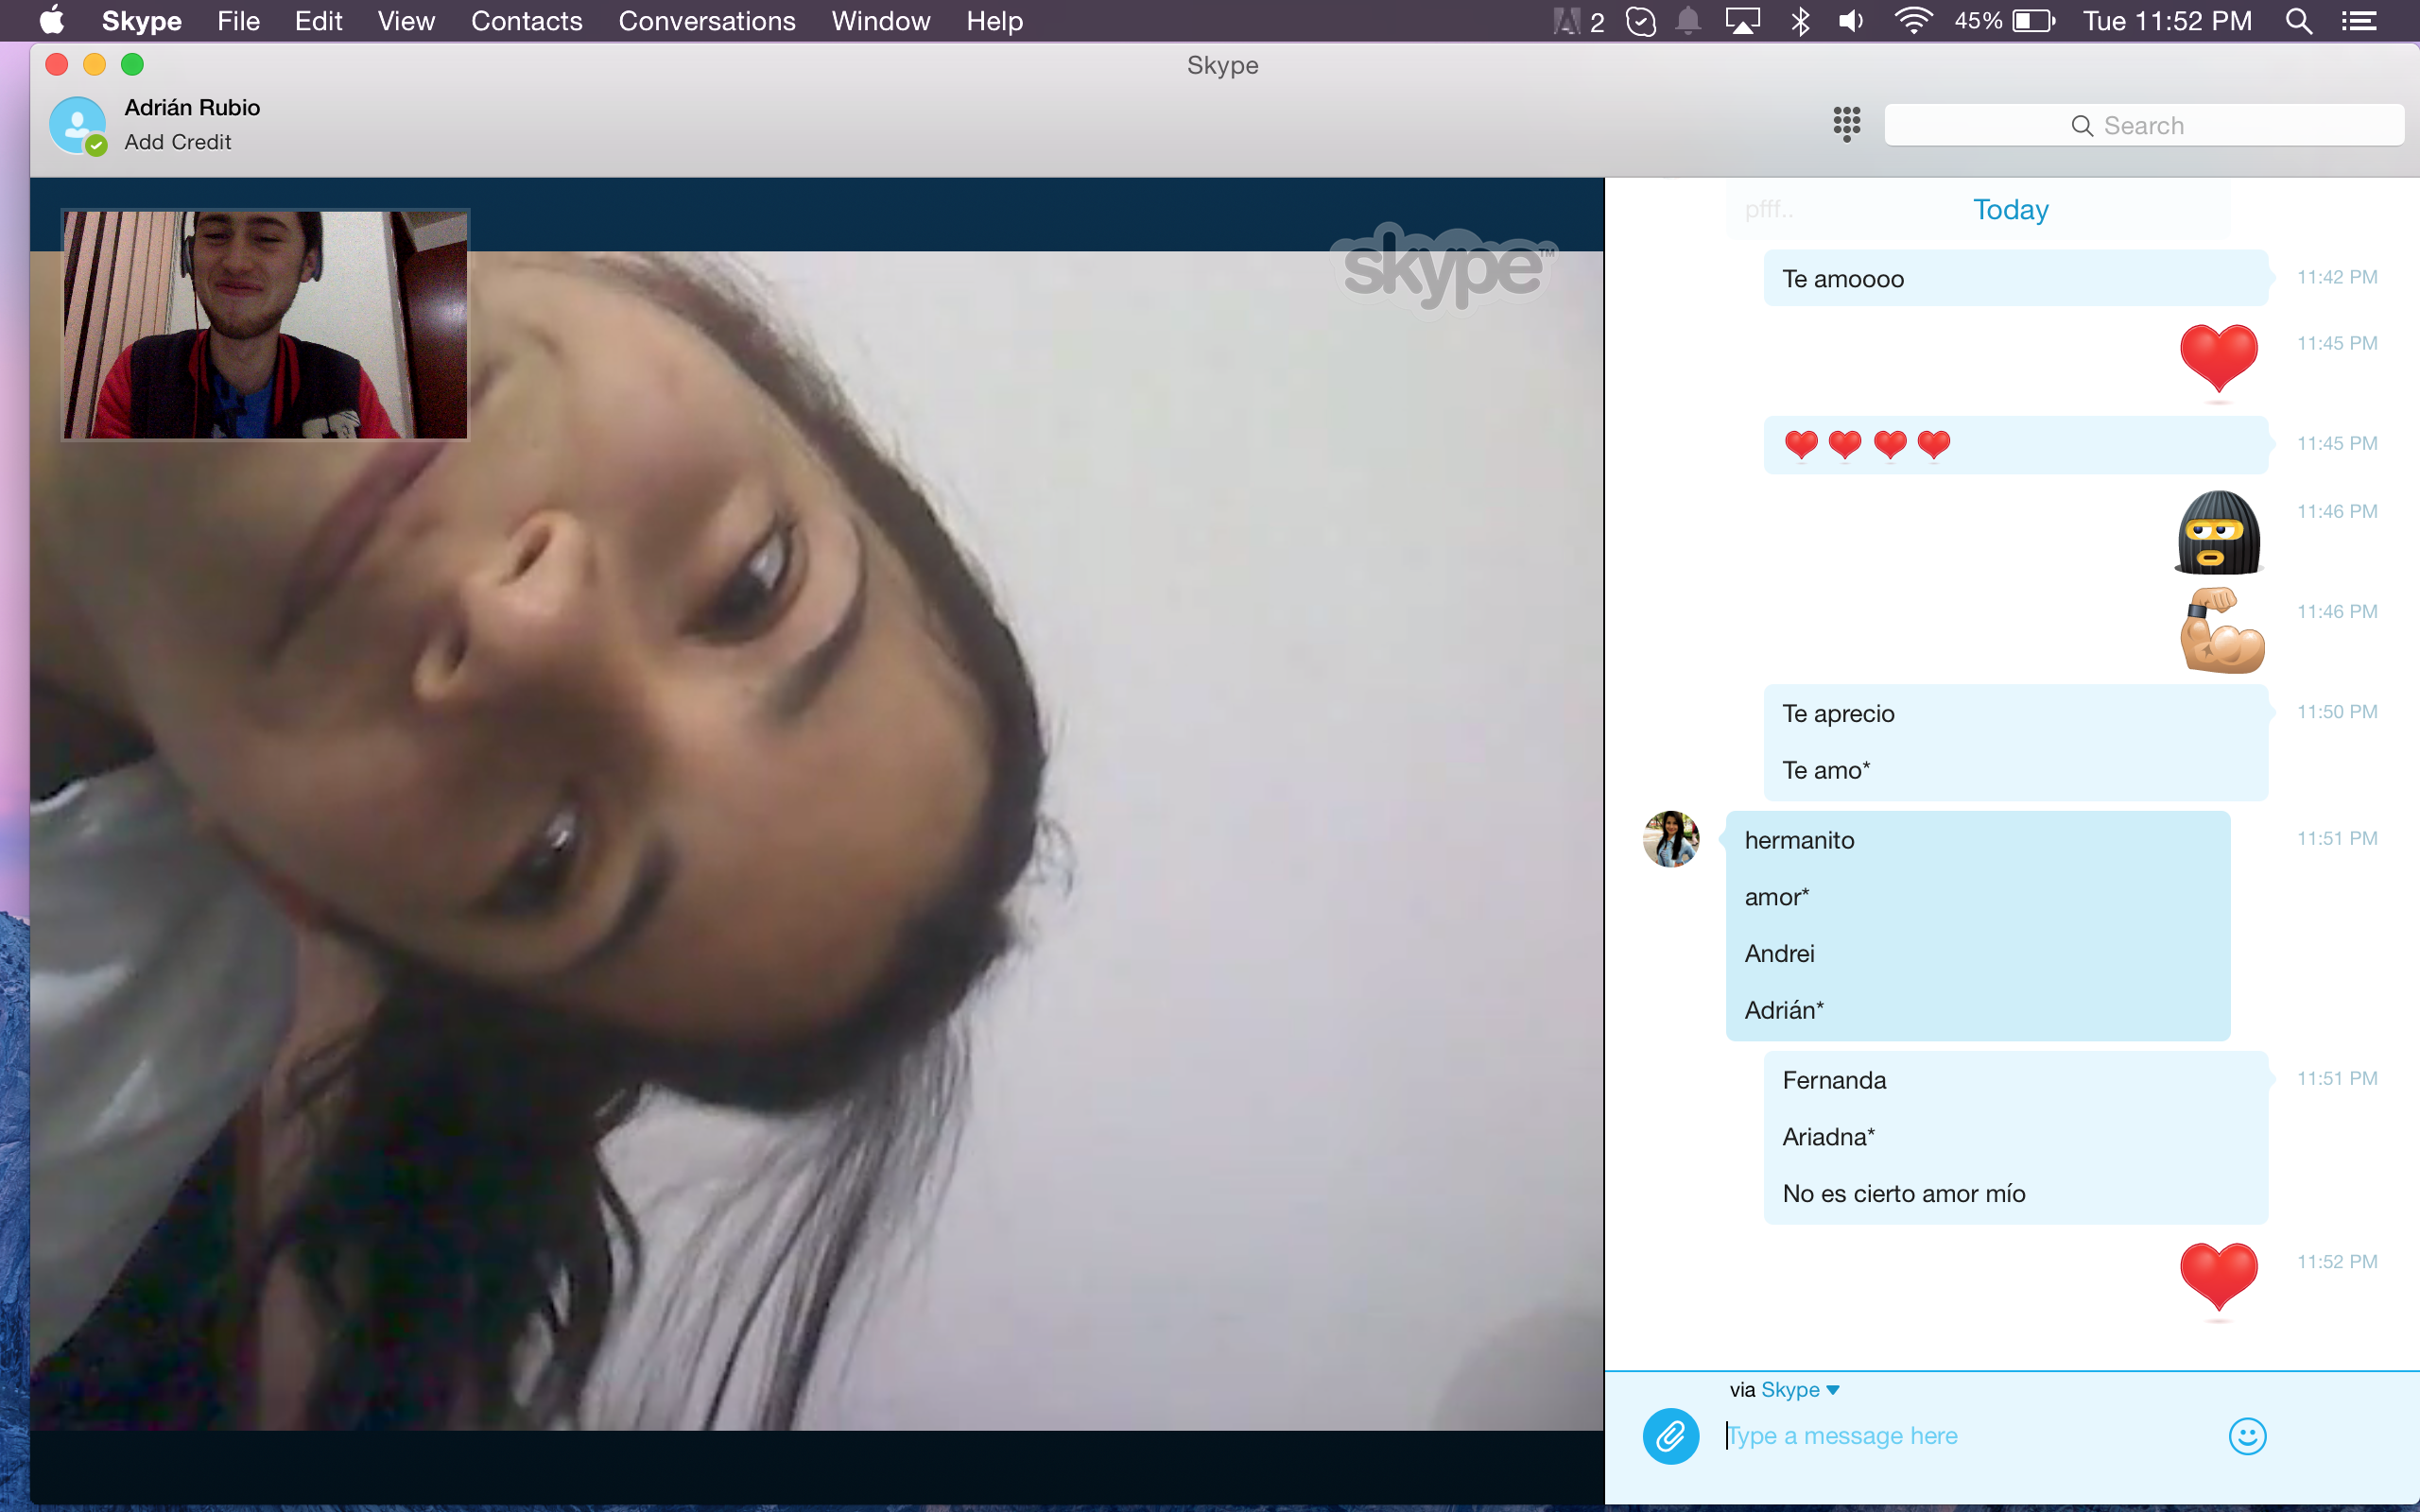 Skype File Edit View Contacts Conversations Window Help 2 45% Tue 11:52 PM
Skype
Adrián Rubio
Add Credit
Search
skype™
pfff..
Today
Te amoooo 11:42 PM
11:45 PM
11:45 PM
11:46 PM
11:46 PM
Te aprecio 11:50 PM
Te amo*
hermanito 11:51 PM
amor*
Andrei
Adrián*
Fernanda 11:51 PM
Ariadna*
No es cierto amor mío
11:52 PM
via Skype
Type a message here